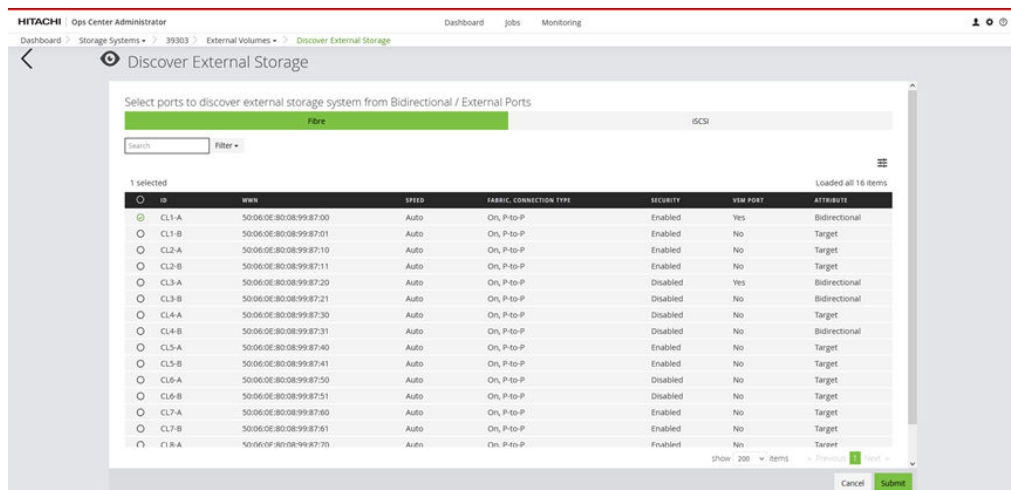 HITACHI Ops Center Administrator Dashboard Jobs Monitoring
Dashboard Storage Systems 39303 External Volumes Discover External Storage
Discover External Storage
Select ports to discover external storage system from Bidirectional / External Ports
Fibre iSCSI
Search Filter
1 selected Loaded all 16 items
ID WWN SPEED FABRIC, CONNECTION TYPE SECURITY VSM PORT ATTRIBUTE
CL1-A 50:06:0E:80:08:99:87:00 Auto On, P-to-P Enabled Yes Bidirectional
CL1-B 50:06:0E:80:08:99:87:01 Auto On, P-to-P Enabled No Target
CL2-A 50:06:0E:80:08:99:87:10 Auto On, P-to-P Enabled No Target
CL2-B 50:06:0E:80:08:99:87:11 Auto On, P-to-P Enabled No Target
CL3-A 50:06:0E:80:08:99:87:20 Auto On, P-to-P Disabled Yes Bidirectional
CL3-B 50:06:0E:80:08:99:87:21 Auto On, P-to-P Disabled No Bidirectional
CL4-A 50:06:0E:80:08:99:87:30 Auto On, P-to-P Disabled No Target
CL4-B 50:06:0E:80:08:99:87:31 Auto On, P-to-P Disabled No Bidirectional
CL5-A 50:06:0E:80:08:99:87:40 Auto On, P-to-P Enabled No Target
CL5-B 50:06:0E:80:08:99:87:41 Auto On, P-to-P Enabled No Target
CL6-A 50:06:0E:80:08:99:87:50 Auto On, P-to-P Disabled No Target
CL6-B 50:06:0E:80:08:99:87:51 Auto On, P-to-P Disabled No Target
CL7-A 50:06:0E:80:08:99:87:60 Auto On, P-to-P Enabled No Target
CL7-B 50:06:0E:80:08:99:87:61 Auto On, P-to-P Enabled No Target
CL8-A 50:06:0E:80:08:99:87:70 Auto On, P-to-P Enabled No Target
show 200 items « Previous 1 Next »
Cancel Submit